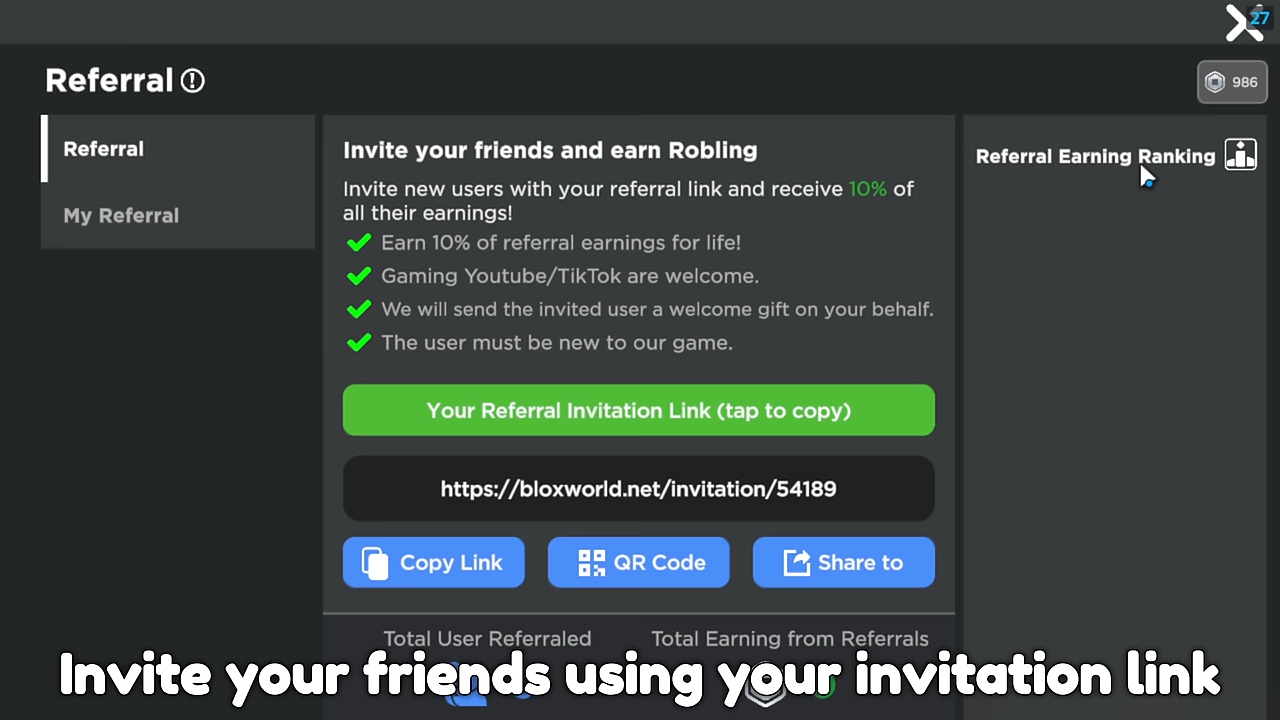 27
Referral
986
Referral
My Referral
Invite your friends and earn Robling
Invite new users with your referral link and receive 10% of
all their earnings!
Earn 10% of referral earnings for life!
Gaming Youtube/TikTok are welcome.
We will send the invited user a welcome gift on your behalf.
The user must be new to our game.
Your Referral Invitation Link (tap to copy)
https://bloxworld.net/invitation/54189
Copy Link
QR Code
Share to
Total User Referraled
Total Earning from Referrals
Referral Earning Ranking
Invite your friends using your invitation link